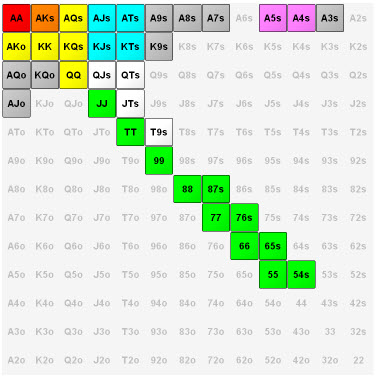 AA AKs AQs AJs ATs A9s A8s A7s A6s A5s A4s A3s A2s
AKo KK KQs KJs KTs K9s K8s K7s K6s K5s K4s K3s K2s
AQo KQo QQ QJs QTs Q9s Q8s Q7s Q6s Q5s Q4s Q3s Q2s
AJo KJo QJo JJ JTs J9s J8s J7s J6s J5s J4s J3s J2s
ATo KTo QTo JTo TT T9s T8s T7s T6s T5s T4s T3s T2s
A9o K9o Q9o J9o T9o 99 98s 97s 96s 95s 94s 93s 92s
A8o K8o Q8o J8o T8o 98o 88 87s 86s 85s 84s 83s 82s
A7o K7o Q7o J7o T7o 97o 87o 77 76s 75s 74s 73s 72s
A6o K6o Q6o J6o T6o 96o 86o 76o 66 65s 64s 63s 62s
A5o K5o Q5o J5o T5o 95o 85o 75o 65o 55 54s 53s 52s
A4o K4o Q4o J4o T4o 94o 84o 74o 64o 54o 44 43s 42s
A3o K3o Q3o J3o T3o 93o 83o 73o 63o 53o 43o 33 32s
A2o K2o Q2o J2o T2o 92o 82o 72o 62o 52o 42o 32o 22